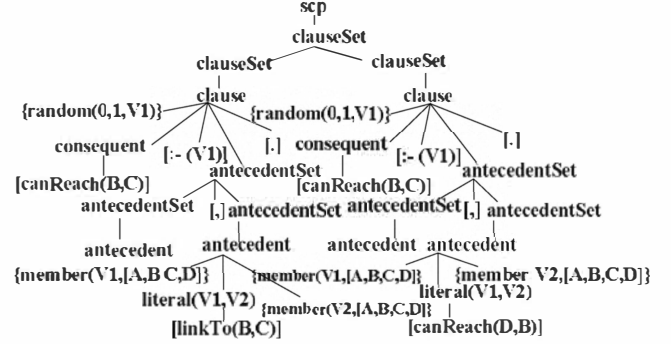 scp
clauseSet
clauseSet clauseSet
clause clause
{random(0,1,V1)} {random(0,1,V1)}
consequent [:- (V1)] [.] consequent [:- (V1)] [.]
antecedentSet antecedentSet
[canReach(B,C)] [canReach(B,C)]
antecedentSet [,] antecedentSet antecedentSet [,] antecedentSet
antecedent antecedent antecedent antecedent
{member(V1,[A,B C,D]} {member(V1,[A,B,C,D]} {member V2,[A,B,C,D]}
literal(V1,V2) literal(V1,V2)
{member(V2,[A,B,C,D]}
[linkTo(B,C)] [canReach(D,B)]